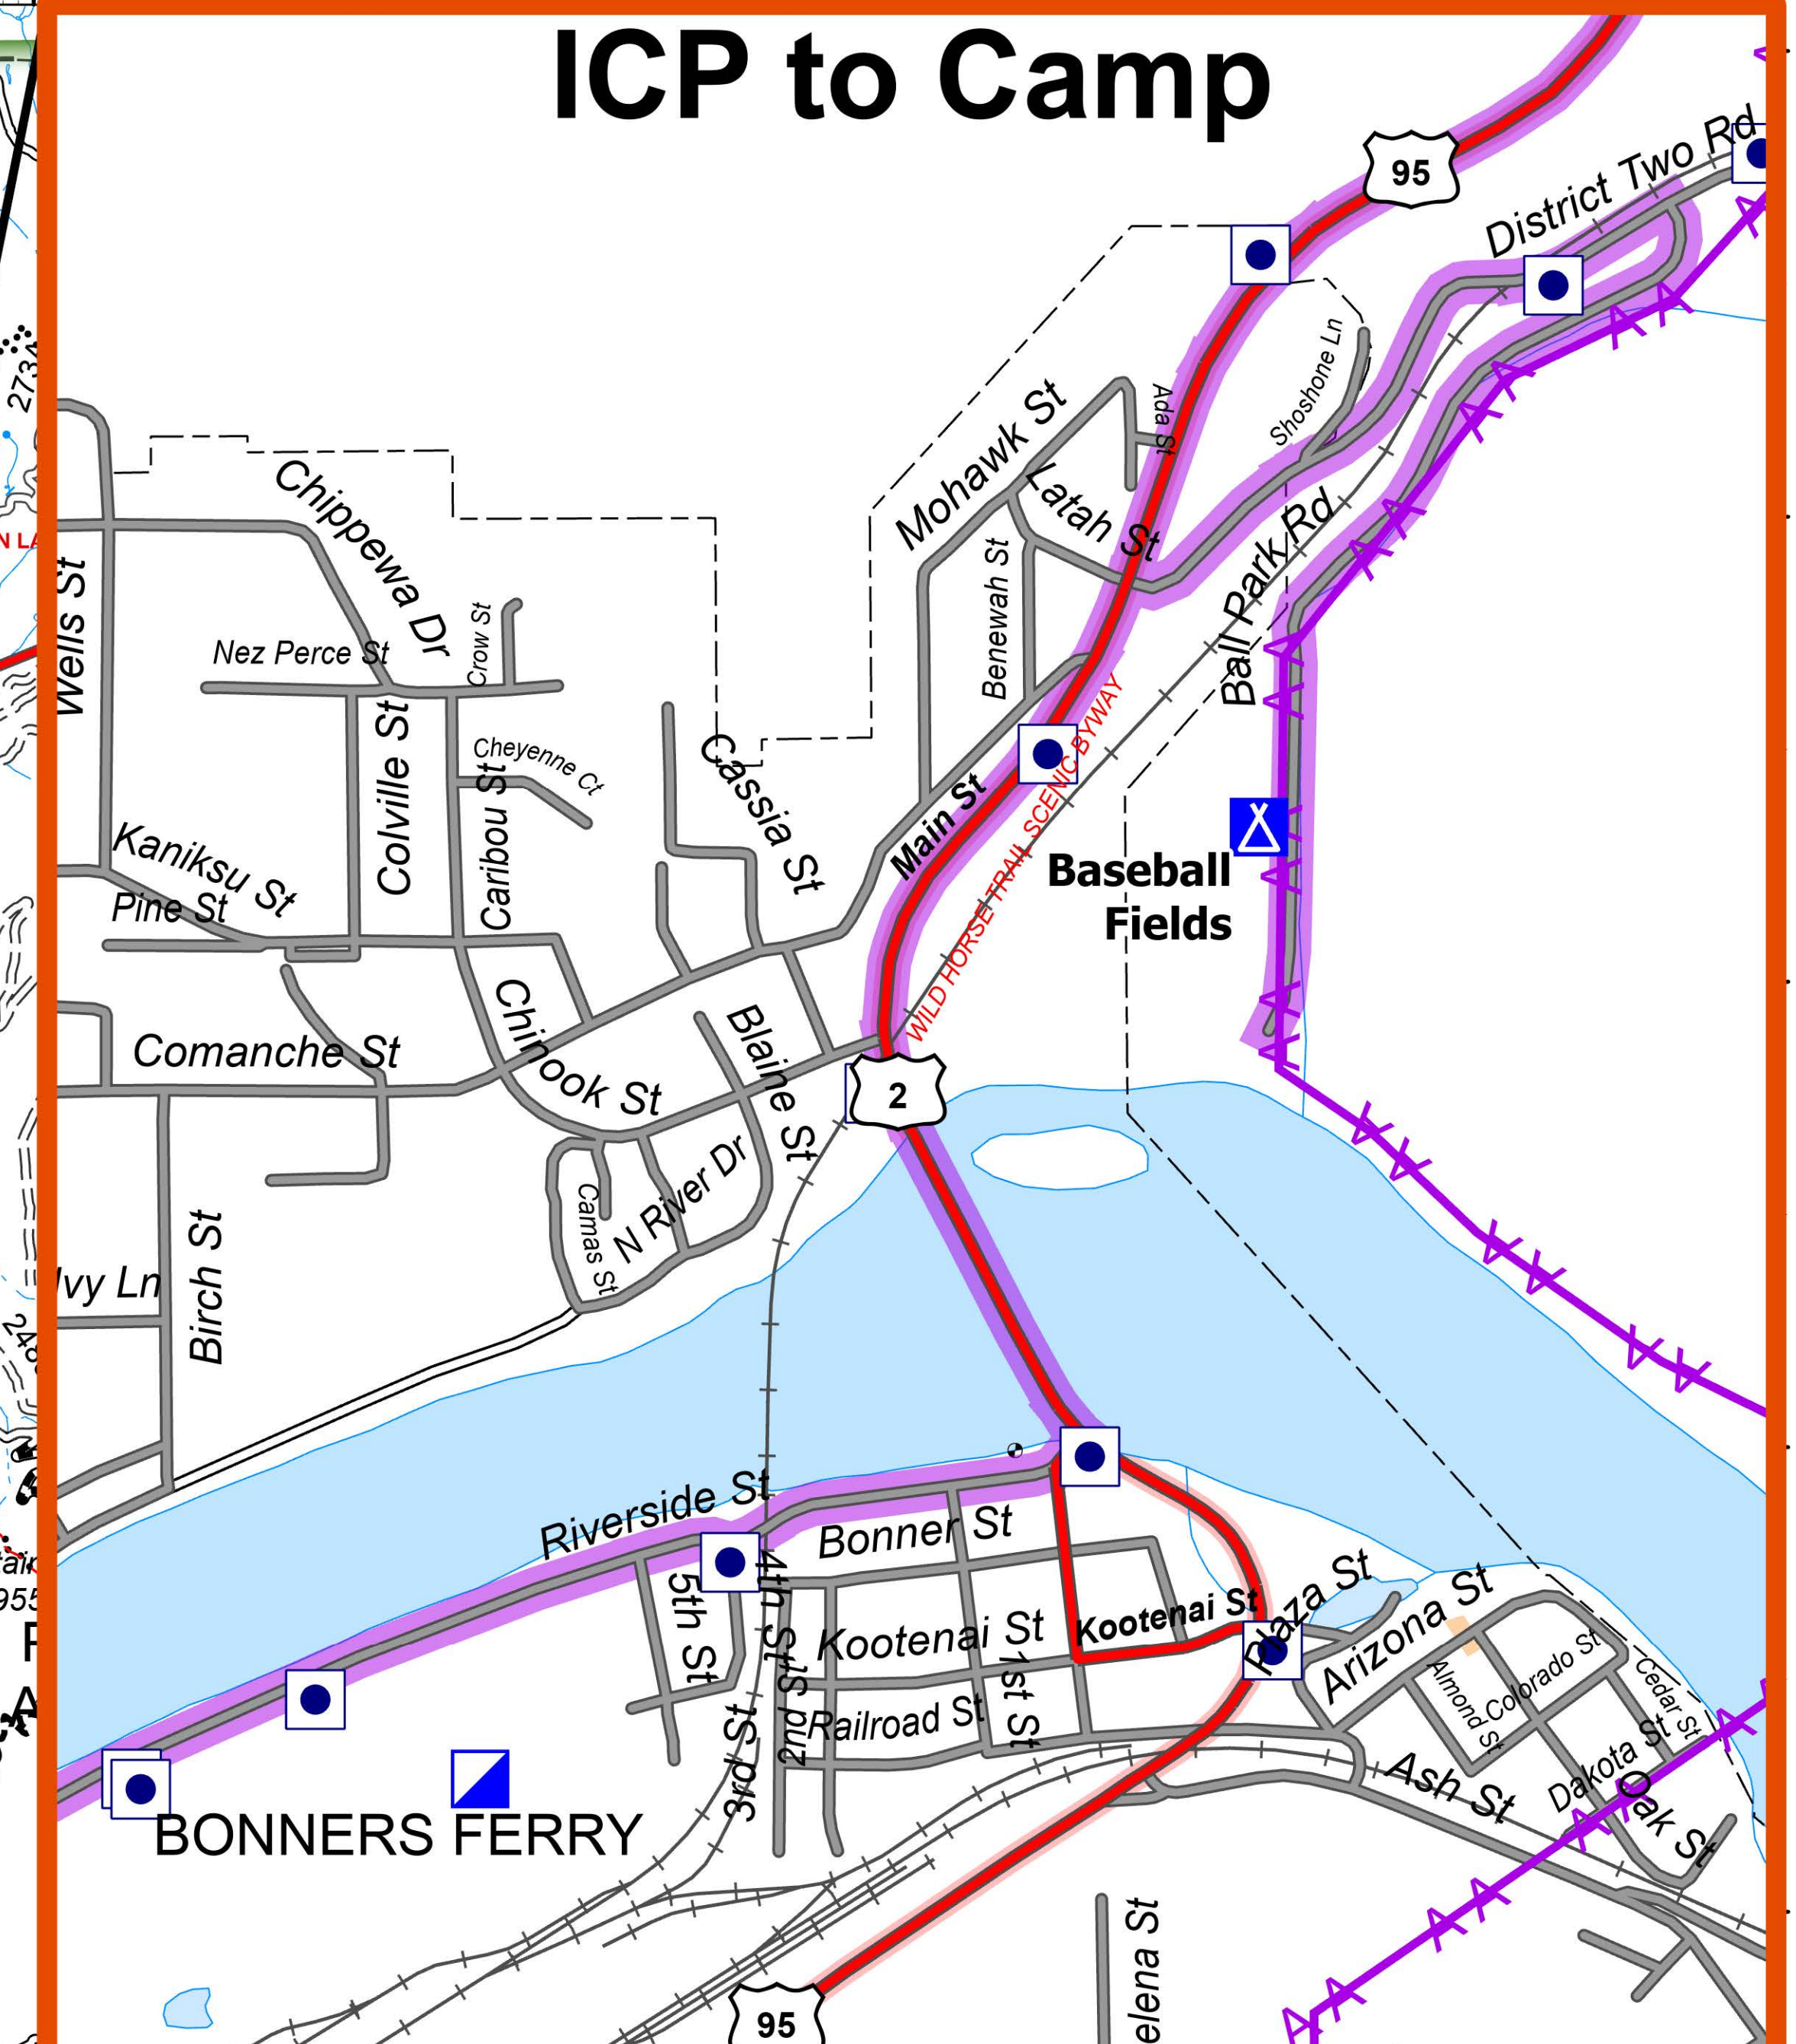 ICP to Camp
95
District Two Rd
2734
Shoshone Ln
Ada St
Mohawk St
Latah St
Chippewa Dr
Ball Park Rd
Benewah St
Wells St
Crow St
Nez Perce St
Colville St
Cheyenne Ct
Cassia St
Caribou St
Main St
WILD HORSE TRAIL SCENIC BYWAY
Kaniksu St
Pine St
Baseball
Fields
Chinook St
Blaine St
Comanche St
2
N River Dr
Camas St
Birch St
Ivy Ln
Riverside St
Bonner St
4th St
5th St
Plaza St
Arizona St
Kootenai St
Kootenai St
1st St
2nd St
3rd St
Railroad St
Almond St
Colorado St
Cedar St
Dakota St
Ash St
Oak St
BONNERS FERRY
elena St
95